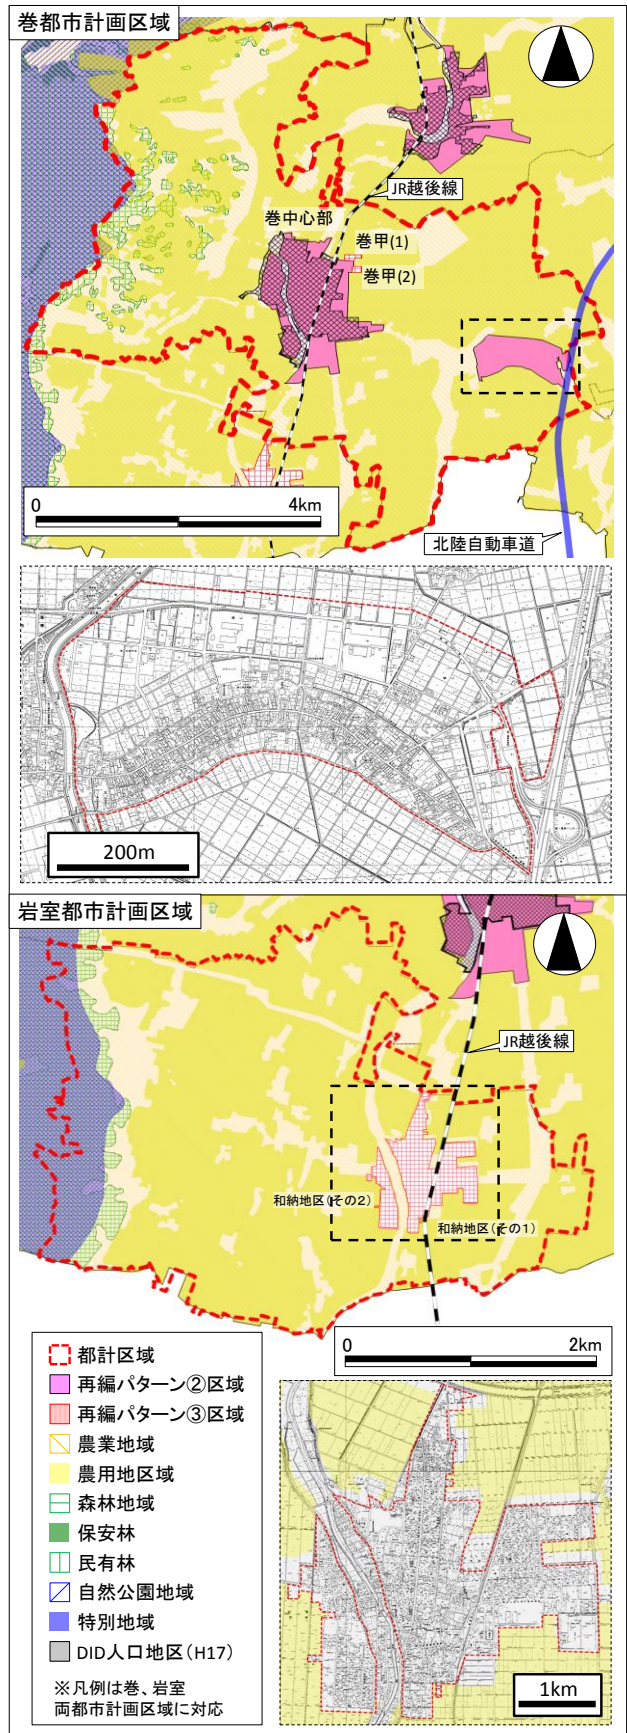 巻都市計画区域
JR越後線
巻中心部
巻甲(1)
巻甲(2)
0
4km
北陸自動車道
200m
岩室都市計画区域
JR越後線
和納地区(その2)
和納地区(その1)
0
2km
都計区域
再編パターン②区域
再編パターン③区域
農業地域
農用地区域
森林地域
保安林
民有林
自然公園地域
特別地域
DID人口地区(H17)
※凡例は巻、岩室
両都市計画区域に対応
1km